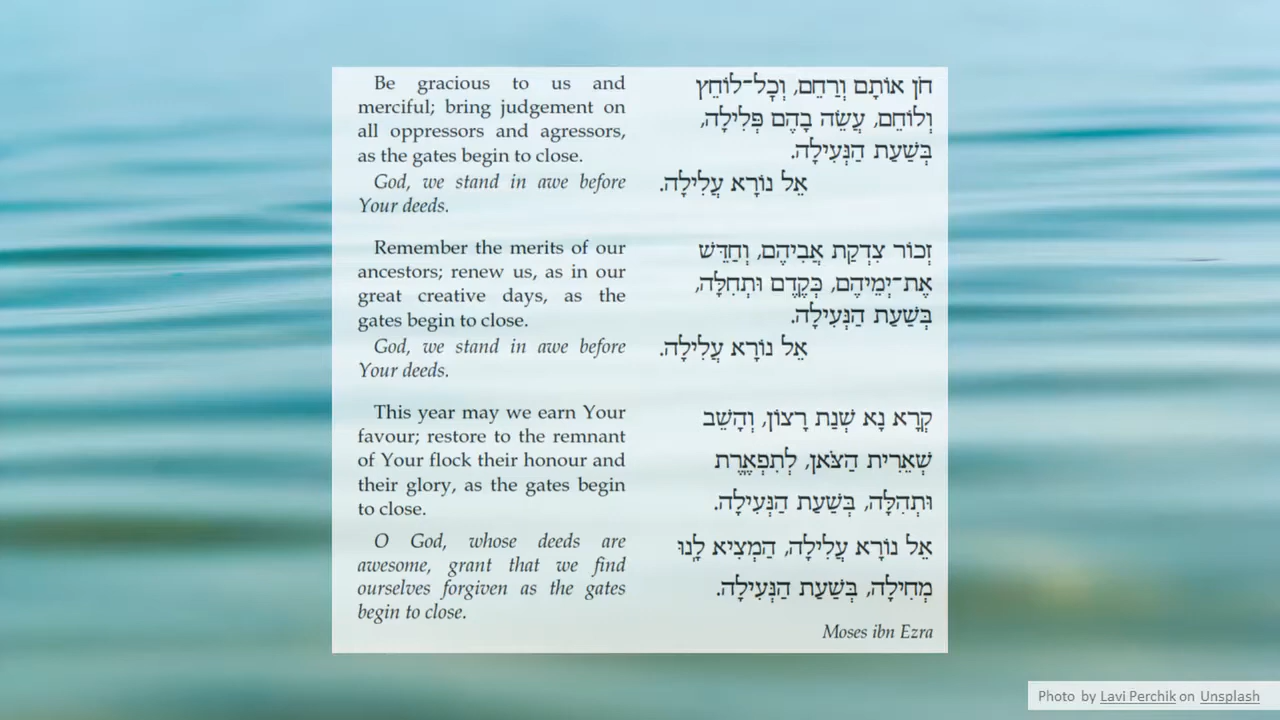 Be gracious to us and
merciful; bring judgement on
all oppressors and agressors,
as the gates begin to close.
God, we stand in awe before
Your deeds.
Remember the merits of our
ancestors; renew us, as in our
great creative days, as the
gates begin to close.
God, we stand in awe before
Your deeds.
This year may we earn Your
favour; restore to the remnant
of Your flock their honour and
their glory, as the gates begin
to close.
O God, whose deeds are
awesome, grant that we find
ourselves forgiven as the gates
begin to close.
חֹן אוֹתָם וְרַחֵם, וְכׇל־לוֹחֵץ
וְלוֹחֵם, עֲשֵׂה בָהֶם פְּלִילָה,
בְּשַׁעַת הַנְּעִילָה.
אֵל נוֹרָא עֲלִילָה.
זְכוֹר צִדְקַת אֲבִיהֶם, וְחַדֵּשׁ
אֶת־יְמֵיהֶם, כְּקֶדֶם וּתְחִלָּה,
בְּשַׁעַת הַנְּעִילָה.
אֵל נוֹרָא עֲלִילָה.
קְרָא נָא שְׁנַת רָצוֹן, וְהָשֵׁב
שְׁאֵרִית הַצֹּאן, לְתִפְאֶרֶת
וּתְהִלָּה, בְּשַׁעַת הַנְּעִילָה.
אֵל נוֹרָא עֲלִילָה, הַמְצִיא לָנוּ
מְחִילָה, בְּשַׁעַת הַנְּעִילָה.
Moses ibn Ezra
Photo by Lavi Perchik on Unsplash